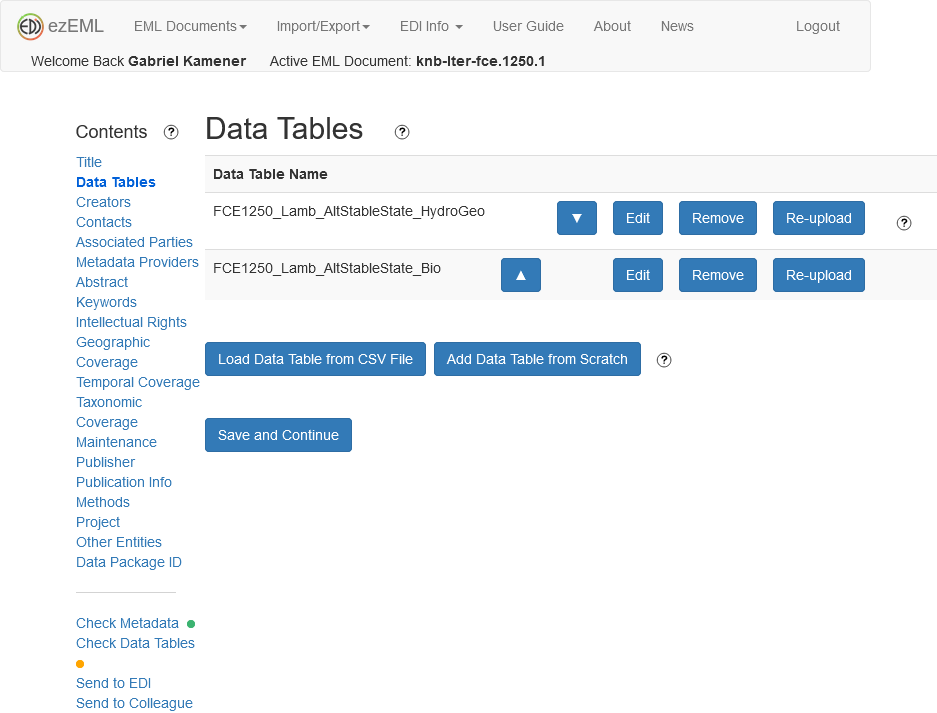 EDI ezEML EML Documents Import/Export EDI Info User Guide About News Logout
Welcome Back Gabriel Kamener Active EML Document: knb-lter-fce.1250.1
Contents ?
Title
Data Tables
Creators
Contacts
Associated Parties
Metadata Providers
Abstract
Keywords
Intellectual Rights
Geographic
Coverage
Temporal Coverage
Taxonomic
Coverage
Maintenance
Publisher
Publication Info
Methods
Project
Other Entities
Data Package ID
Check Metadata
Check Data Tables
Send to EDI
Send to Colleague
Data Tables ?
Data Table Name
FCE1250_Lamb_AltStableState_HydroGeo ▼ Edit Remove Re-upload ?
FCE1250_Lamb_AltStableState_Bio ▲ Edit Remove Re-upload
Load Data Table from CSV File Add Data Table from Scratch ?
Save and Continue